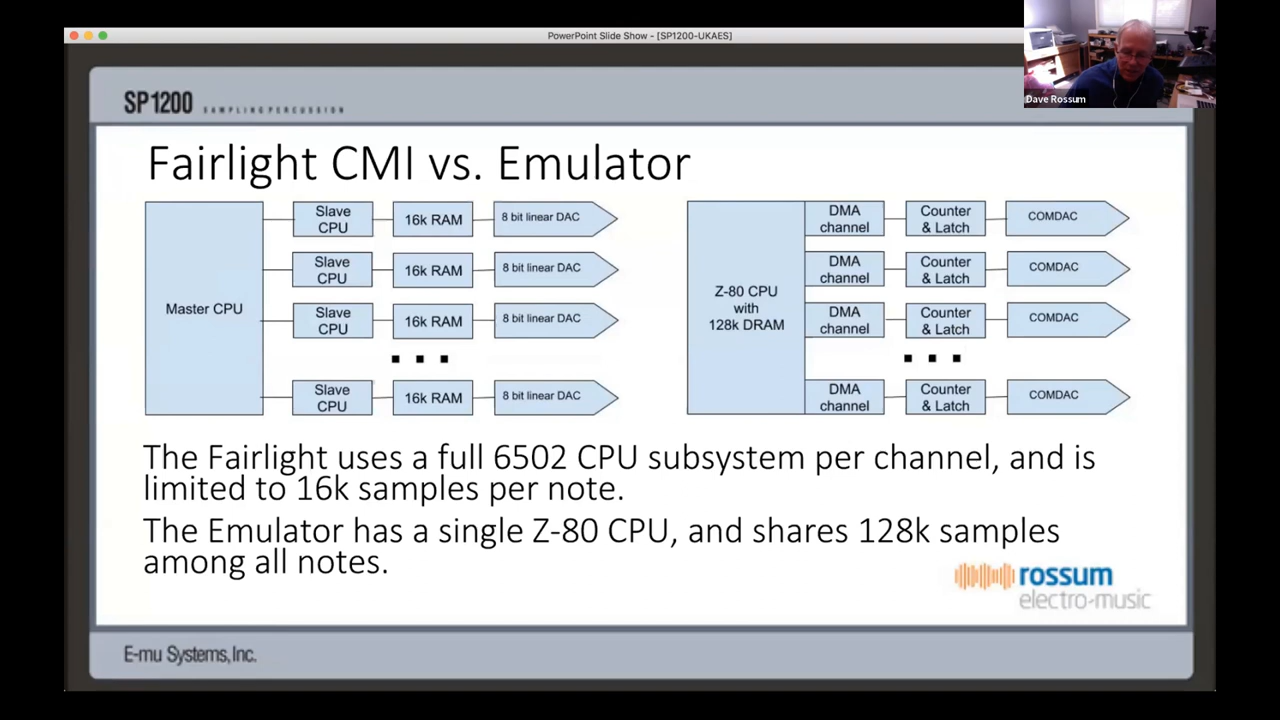 PowerPoint Slide Show - [SP1200-UKAES]
Dave Rossum
SP1200 SAMPLING PERCUSSION
Fairlight CMI vs. Emulator
Master CPU
Slave
CPU
16k RAM
8 bit linear DAC
Slave
CPU
16k RAM
8 bit linear DAC
Slave
CPU
16k RAM
8 bit linear DAC
Slave
CPU
16k RAM
8 bit linear DAC
Z-80 CPU
with
128k DRAM
DMA
channel
Counter
& Latch
COMDAC
DMA
channel
Counter
& Latch
COMDAC
DMA
channel
Counter
& Latch
COMDAC
DMA
channel
Counter
& Latch
COMDAC
The Fairlight uses a full 6502 CPU subsystem per channel, and is
limited to 16k samples per note.
The Emulator has a single Z-80 CPU, and shares 128k samples
among all notes.
rossum
electro-music
E-mu Systems, Inc.